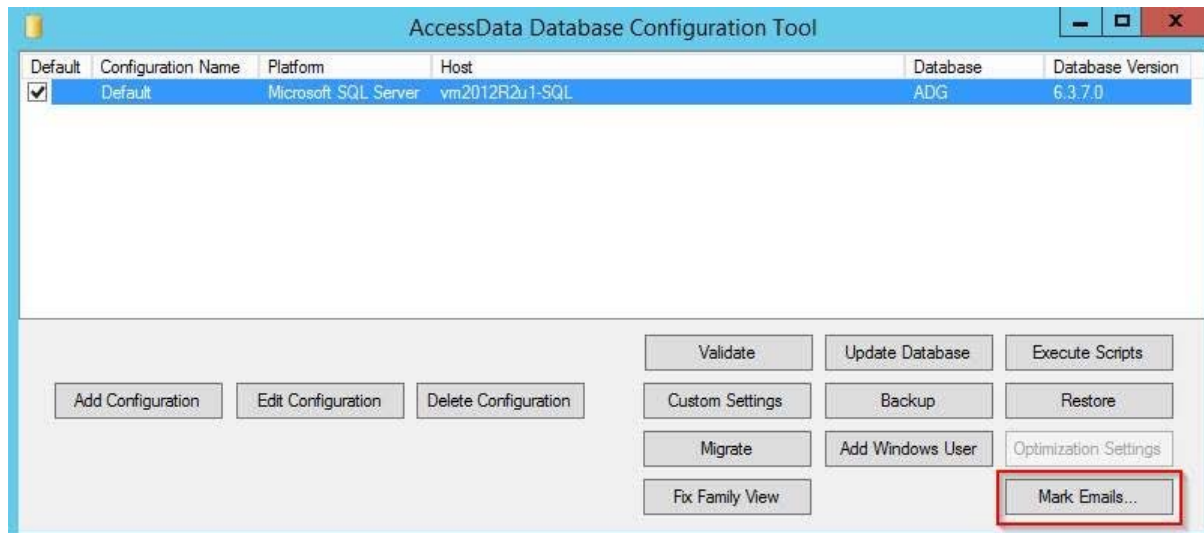 AccessData Database Configuration Tool
Default Configuration Name Platform Host Database Database Version
Default Microsoft SQL Server vm2012R2u1-SQL ADG 6.3.7.0
Validate Update Database Execute Scripts
Add Configuration Edit Configuration Delete Configuration Custom Settings Backup Restore
Migrate Add Windows User Optimization Settings
Fix Family View Mark Emails...